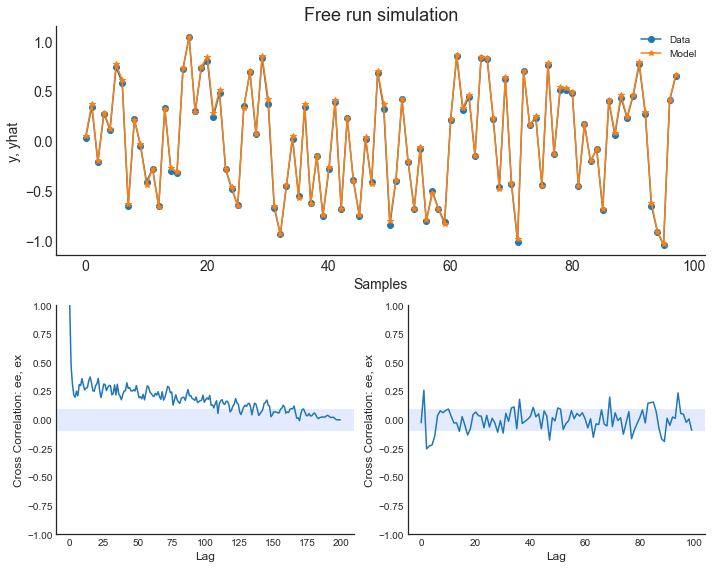 Free run simulation
Data
Model
1.0
0.5
0.0
−0.5
−1.0
y, yhat
0 20 40 60 80 100
Samples
1.00
0.75
0.50
0.25
0.00
−0.25
−0.50
−0.75
−1.00
Cross Correlation: ee, ex
0 25 50 75 100 125 150 175 200
Lag
1.00
0.75
0.50
0.25
0.00
−0.25
−0.50
−0.75
−1.00
Cross Correlation: ee, ex
0 20 40 60 80 100
Lag